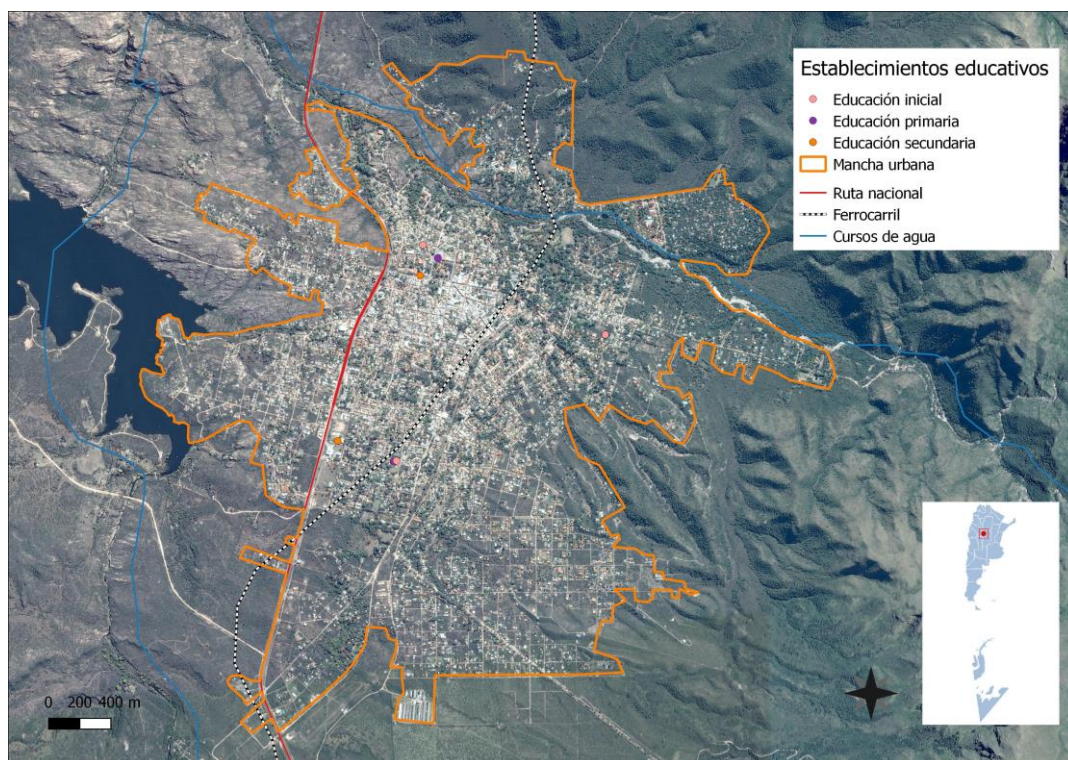 Establecimientos educativos
Educación inicial
Educación primaria
Educación secundaria
Mancha urbana
Ruta nacional
Ferrocarril
Cursos de agua
0 200 400 m